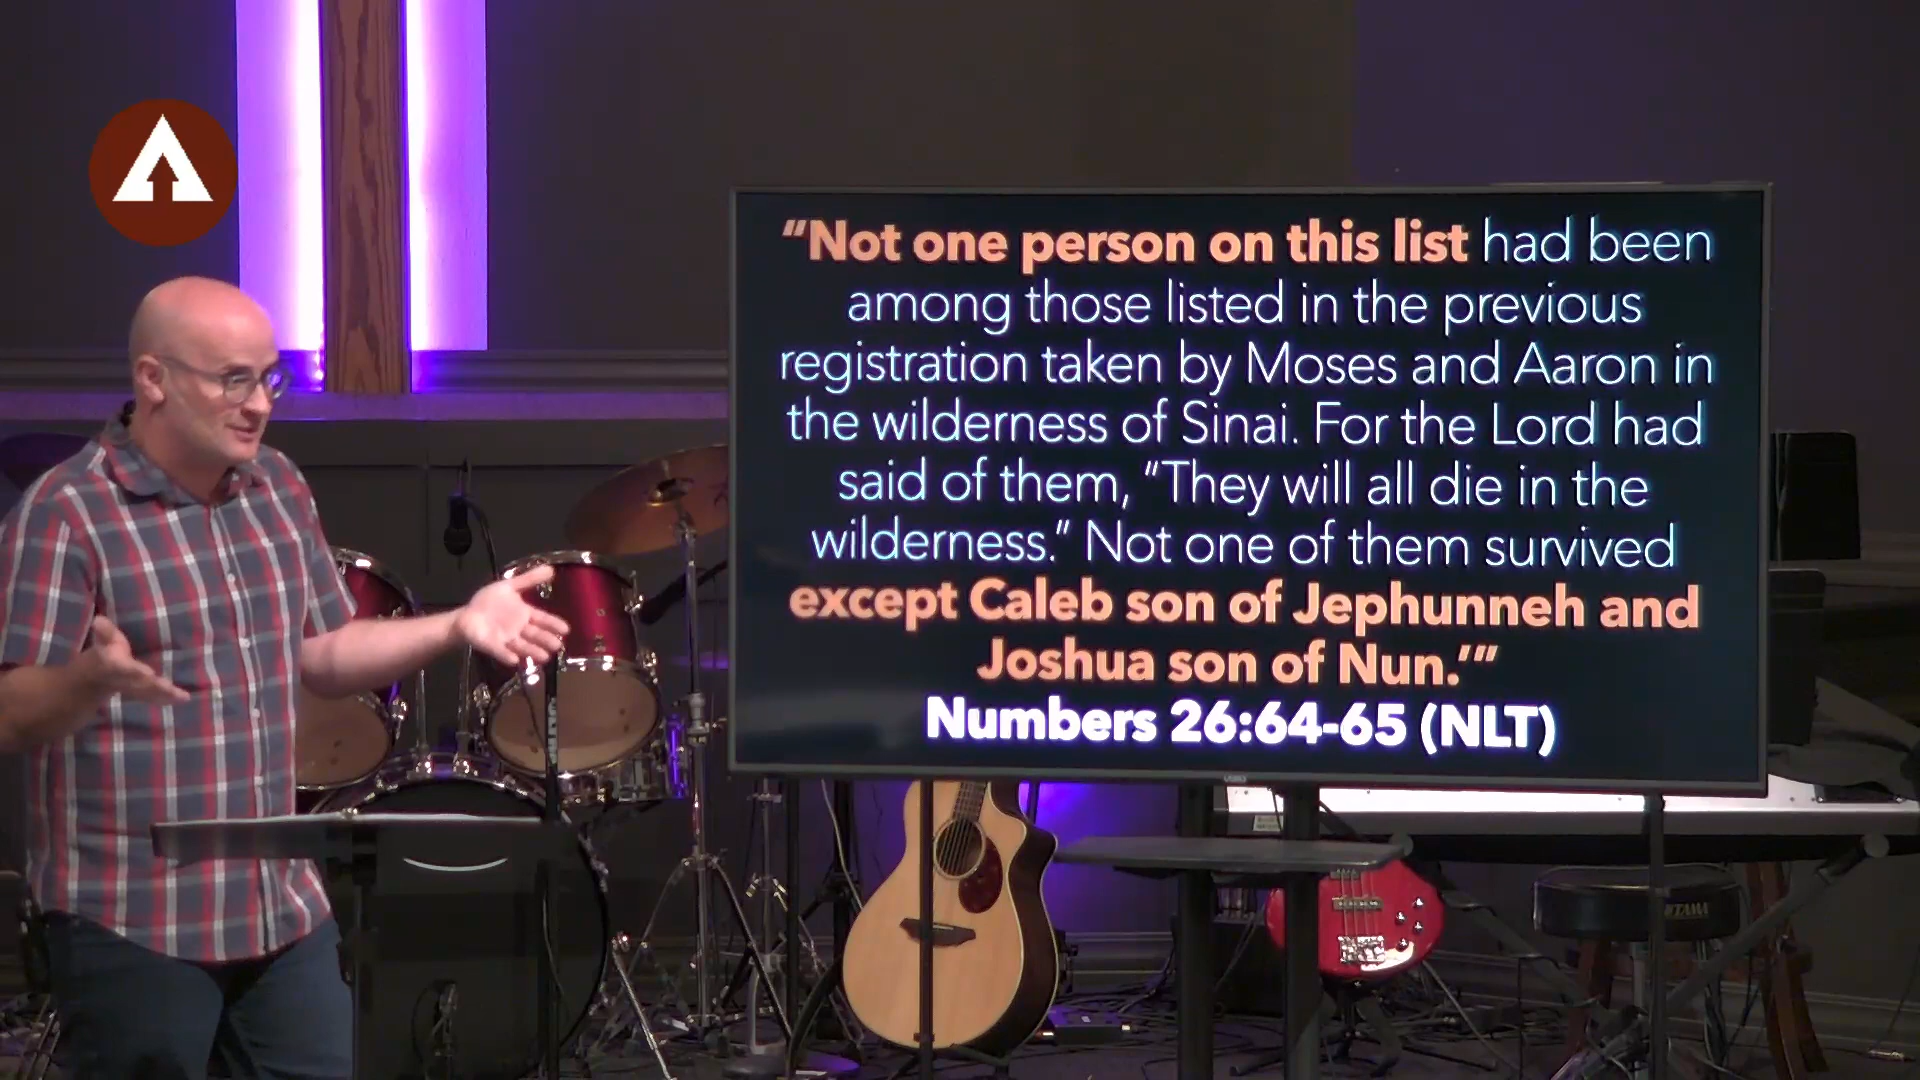 “Not one person on this list had been
among those listed in the previous
registration taken by Moses and Aaron in
the wilderness of Sinai. For the Lord had
said of them, “They will all die in the
wilderness.” Not one of them survived
except Caleb son of Jephunneh and
Joshua son of Nun.’”
Numbers 26:64-65 (NLT)
TAMA